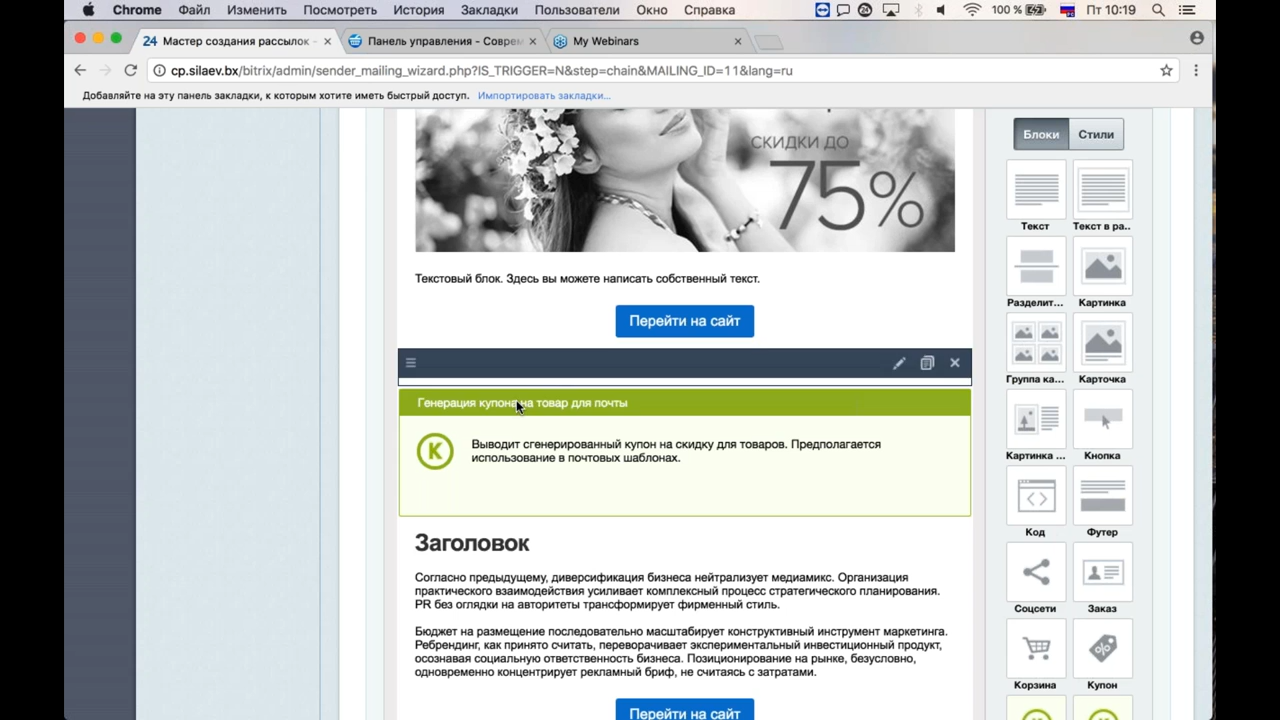 Chrome Файл Изменить Посмотреть История Закладки Пользователи Окно Справка 100 % Пт 10:19
24 Мастер создания рассылок - × Панель управления - Соврем × My Webinars ×
cp.silaev.bx/bitrix/admin/sender_mailing_wizard.php?IS_TRIGGER=N&step=chain&MAILING_ID=11&lang=ru
Добавляйте на эту панель закладки, к которым хотите иметь быстрый доступ. Импортировать закладки...
Блоки Стили
СКИДКИ ДО
75%
Текст Текст в ра..
Текстовый блок. Здесь вы можете написать собственный текст.
Разделит... Картинка
Перейти на сайт
Группа ка... Карточка
Генерация купона на товар для почты
К
Выводит сгенерированный купон на скидку для товаров. Предполагается
использование в почтовых шаблонах.
Картинка ... Кнопка
Код Футер
Заголовок
Согласно предыдущему, диверсификация бизнеса нейтрализует медиамикс. Организация
практического взаимодействия усиливает комплексный процесс стратегического планирования.
PR без оглядки на авторитеты трансформирует фирменный стиль.
Соцсети Заказ
Бюджет на размещение последовательно масштабирует конструктивный инструмент маркетинга.
Ребрендинг, как принято считать, переворачивает экспериментальный инвестиционный продукт,
осознавая социальную ответственность бизнеса. Позиционирование на рынке, безусловно,
одновременно концентрирует рекламный бриф, не считаясь с затратами.
Корзина Купон
Перейти на сайт